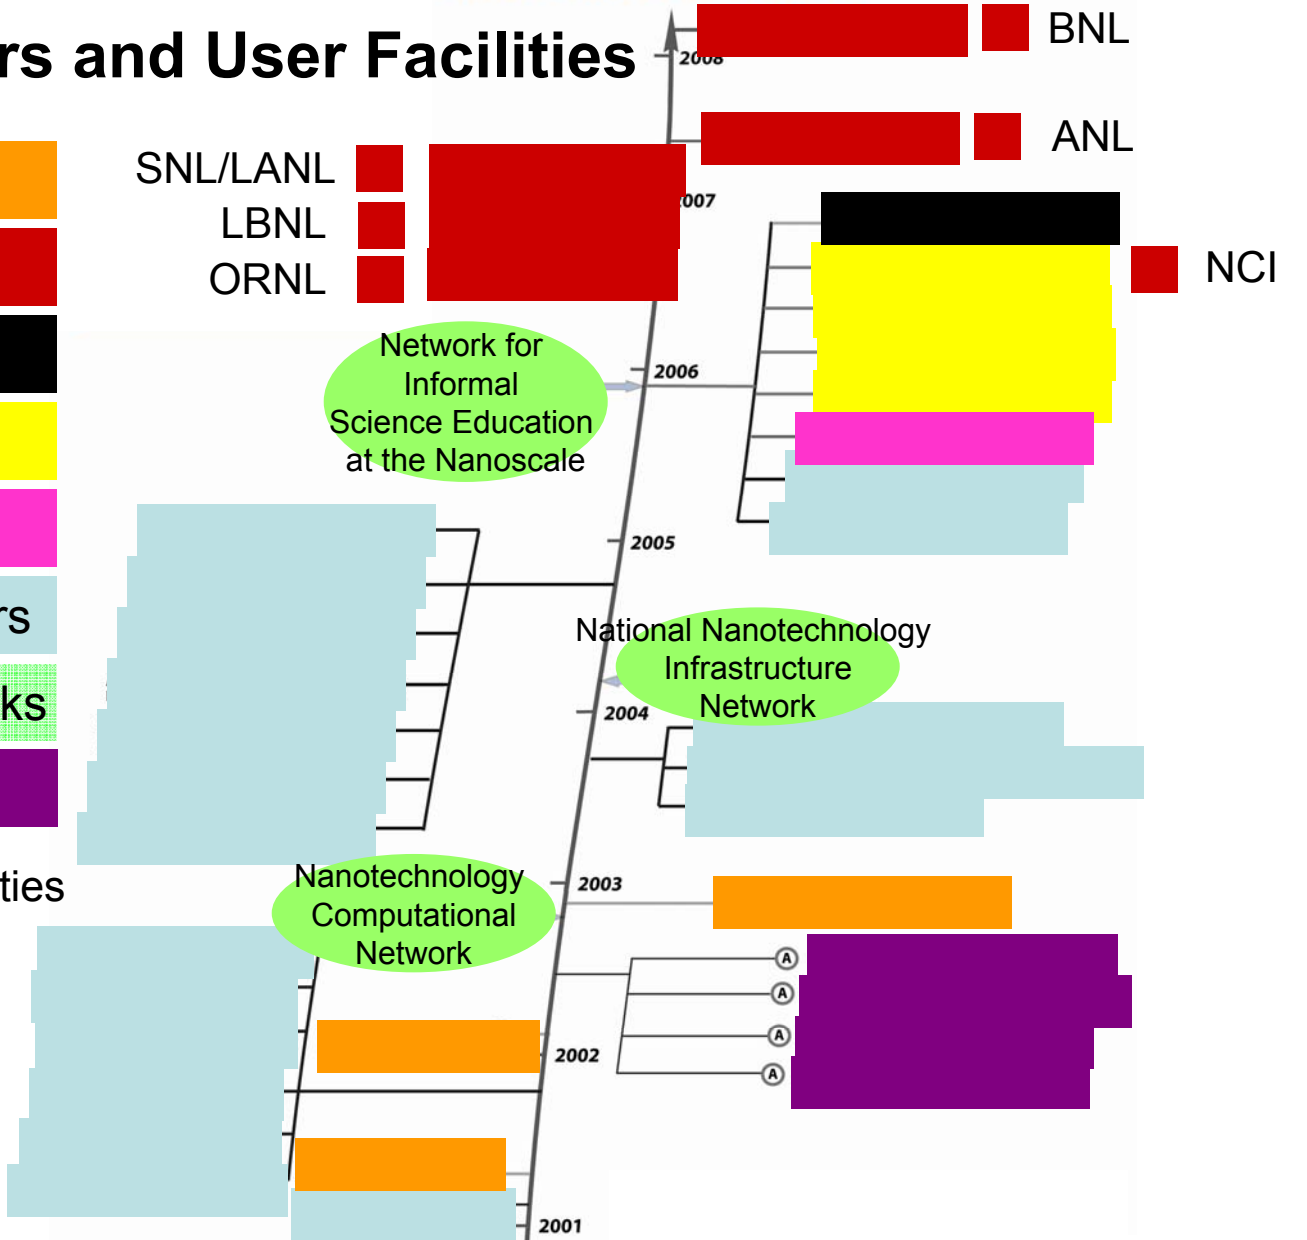 rs and User Facilities
BNL
2008
ANL
SNL/LANL
2007
LBNL
NCI
ORNL
Network for
Informal
Science Education
at the Nanoscale
2006
2005
rs
National Nanotechnology
Infrastructure
Network
ks
2004
ties
Nanotechnology
Computational
Network
2003
A
A
A
A
2002
2001